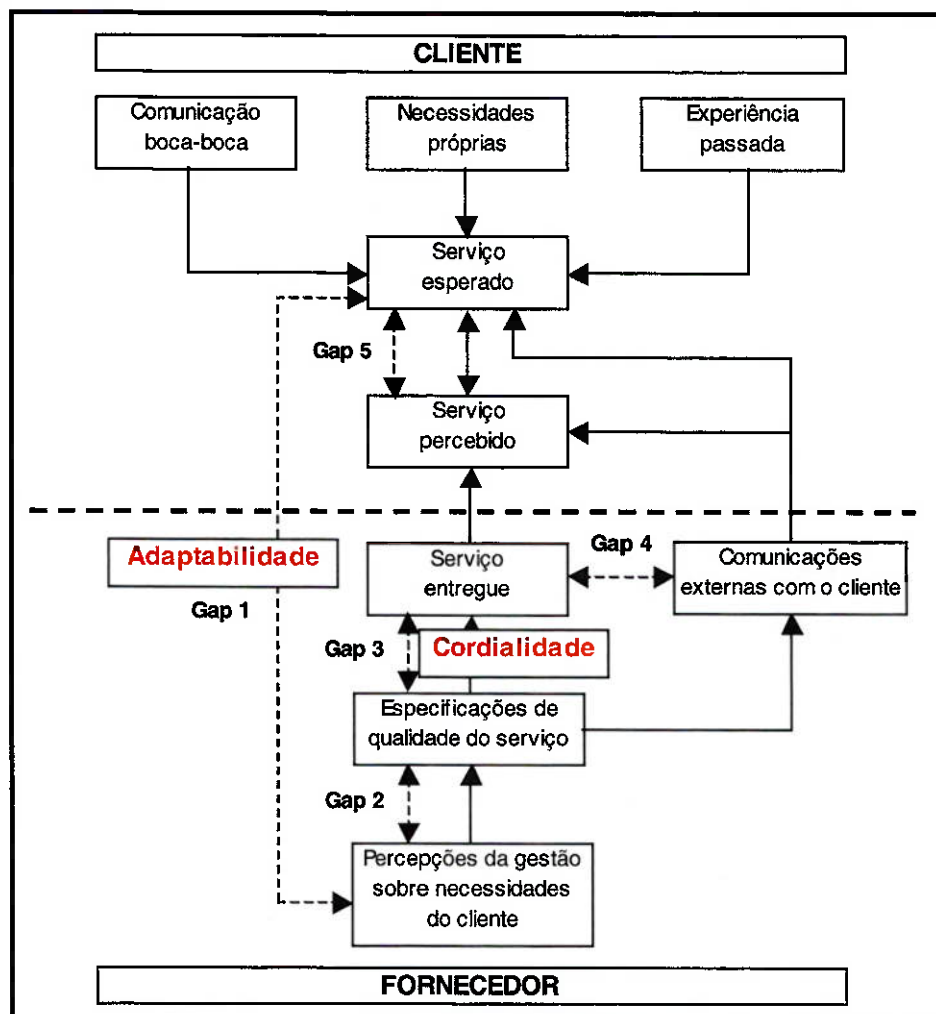 CLIENTE
Comunicação
boca-boca
Necessidades
próprias
Experiência
passada
Serviço
esperado
Gap 5
Serviço
percebido
Adaptabilidade
Gap 1
Serviço
entregue
Gap 4
Comunicações
externas com o cliente
Gap 3
Cordialidade
Especificações de
qualidade do serviço
Gap 2
Percepções da gestão
sobre necessidades
do cliente
FORNECEDOR